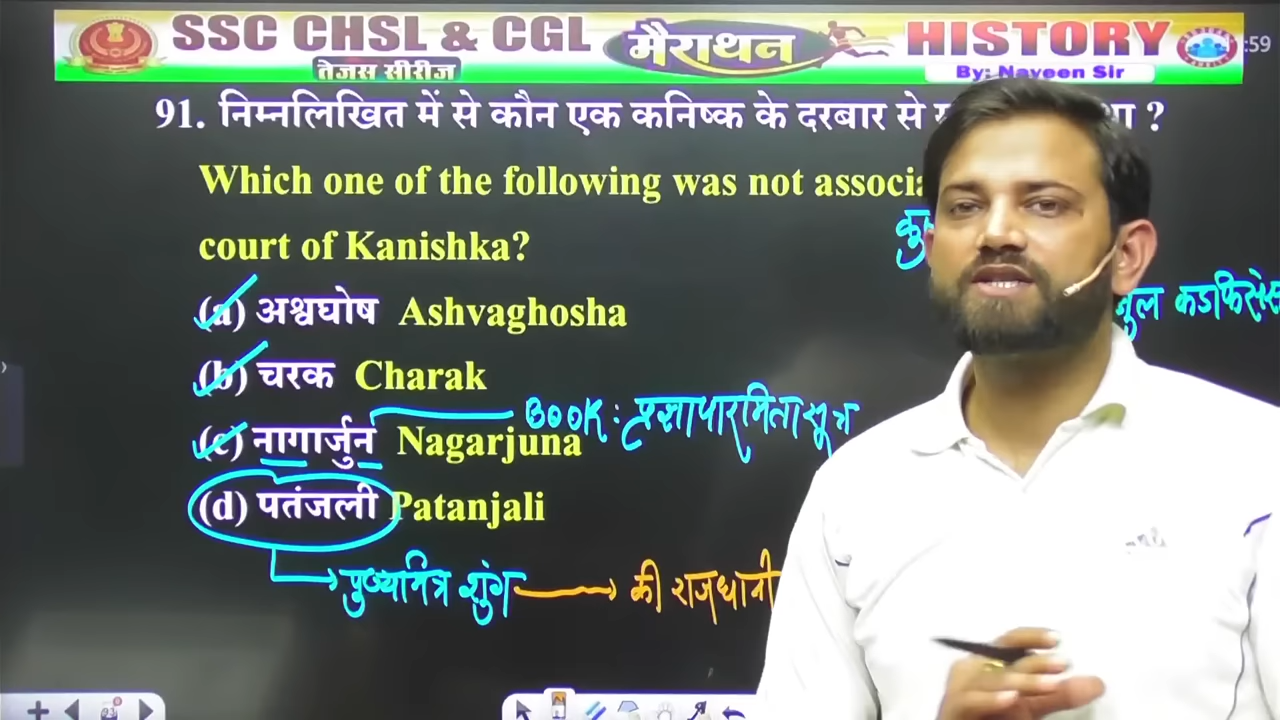 SSC CHSL & CGL
तेजस सीरीज
मैराथन
HISTORY
By: Naveen Sir
:59
91. निम्नलिखित में से कौन एक कनिष्क के दरबार से ?
Which one of the following was not associa
court of Kanishka?
(a) अश्वघोष Ashvaghosha
कडफिसेस
(b) चरक Charak
BOOK: प्रज्ञापारमितासूत्र
(c) नागार्जुन Nagarjuna
(d) पतंजली Patanjali
पुष्यमित्र शुंग की राजधानी